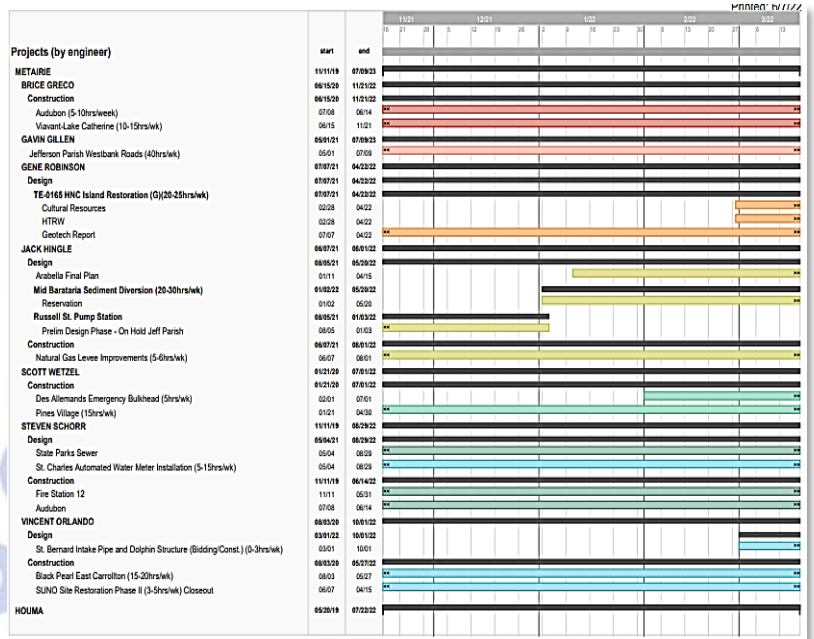 Printed: 6/7/22
11/21 12/21 1/22 2/22 3/22
16 21 28 5 12 19 26 2 9 16 23 30 6 13 20 27 6 13
Projects (by engineer) start end
METAIRIE 11/11/19 07/09/23
BRICE GRECO 06/15/20 11/21/22
Construction 06/15/20 11/21/22
Audubon (5-10hrs/week) 07/08 06/14
Viavant-Lake Catherine (10-15hrs/wk) 06/15 11/21
GAVIN GILLEN 05/01/21 07/09/23
Jefferson Parish Westbank Roads (40hrs/wk) 05/01 07/09
GENE ROBINSON 07/07/21 04/22/22
Design 07/07/21 04/22/22
TE-0165 HNC Island Restoration (G)(20-25hrs/wk) 07/07/21 04/22/22
Cultural Resources 02/28 04/22
HTRW 02/28 04/22
Geotech Report 07/07 04/22
JACK HINGLE 06/07/21 08/01/22
Design 08/05/21 05/20/22
Arabella Final Plan 01/11 04/15
Mid Barataria Sediment Diversion (20-30hrs/wk) 01/02/22 05/20/22
Reservation 01/02 05/20
Russell St. Pump Station 08/05/21 01/03/22
Prelim Design Phase - On Hold Jeff Parish 08/05 01/03
Construction 06/07/21 08/01/22
Natural Gas Levee Improvements (5-6hrs/wk) 06/07 08/01
SCOTT WETZEL 01/21/20 07/01/22
Construction 01/21/20 07/01/22
Des Allemands Emergency Bulkhead (5hrs/wk) 02/01 07/01
Pines Village (15hrs/wk) 01/21 04/30
STEVEN SCHORR 11/11/19 08/29/22
Design 05/04/21 08/29/22
State Parks Sewer 05/04 08/29
St. Charles Automated Water Meter Installation (5-15hrs/wk) 05/04 08/29
Construction 11/11/19 06/14/22
Fire Station 12 11/11 05/31
Audubon 07/08 06/14
VINCENT ORLANDO 08/03/20 10/01/22
Design 03/01/22 10/01/22
St. Bernard Intake Pipe and Dolphin Structure (Bidding/Const.) (0-3hrs/wk) 03/01 10/01
Construction 08/03/20 05/27/22
Black Pearl East Carrollton (15-20hrs/wk) 08/03 05/27
SUNO Site Restoration Phase II (3-5hrs/wk) Closeout 06/07 04/15
HOUMA 05/20/19 07/22/22